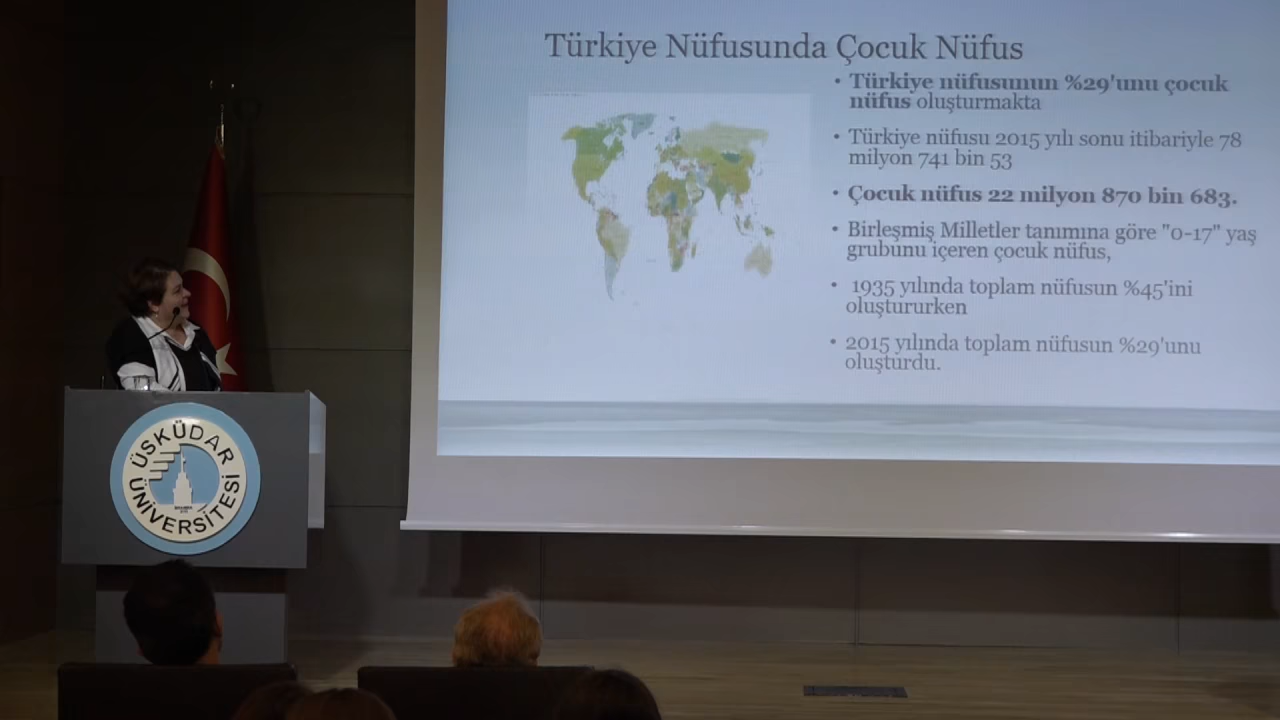 Türkiye Nüfusunda Çocuk Nüfus
• Türkiye nüfusunun %29'unu çocuk
nüfus oluşturmakta
• Türkiye nüfusu 2015 yılı sonu itibariyle 78
milyon 741 bin 53
• Çocuk nüfus 22 milyon 870 bin 683.
• Birleşmiş Milletler tanımına göre "0-17" yaş
grubunu içeren çocuk nüfus,
• 1935 yılında toplam nüfusun %45'ini
oluştururken
• 2015 yılında toplam nüfusun %29'unu
oluşturdu.
ÜSKÜDAR
ÜNİVERSİTESİ